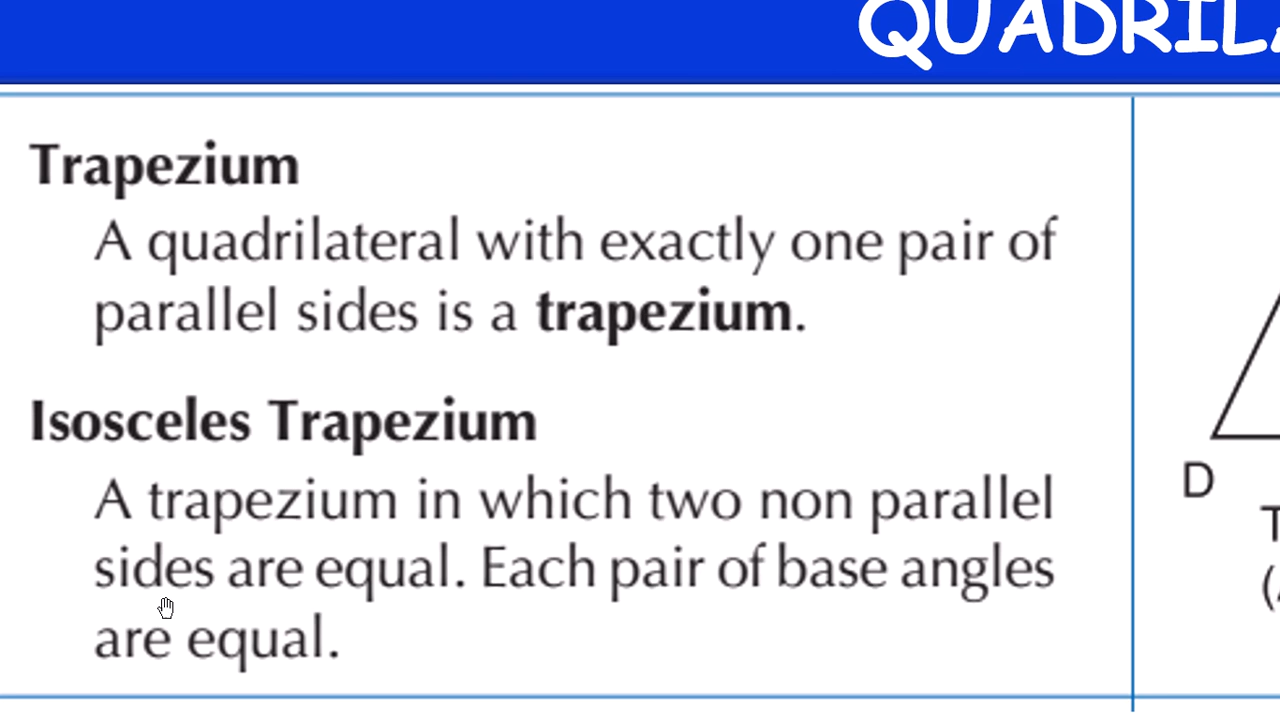 QUADRIL
Trapezium
A quadrilateral with exactly one pair of
parallel sides is a trapezium.
Isosceles Trapezium
A trapezium in which two non parallel
sides are equal. Each pair of base angles
are equal.
D
T
(